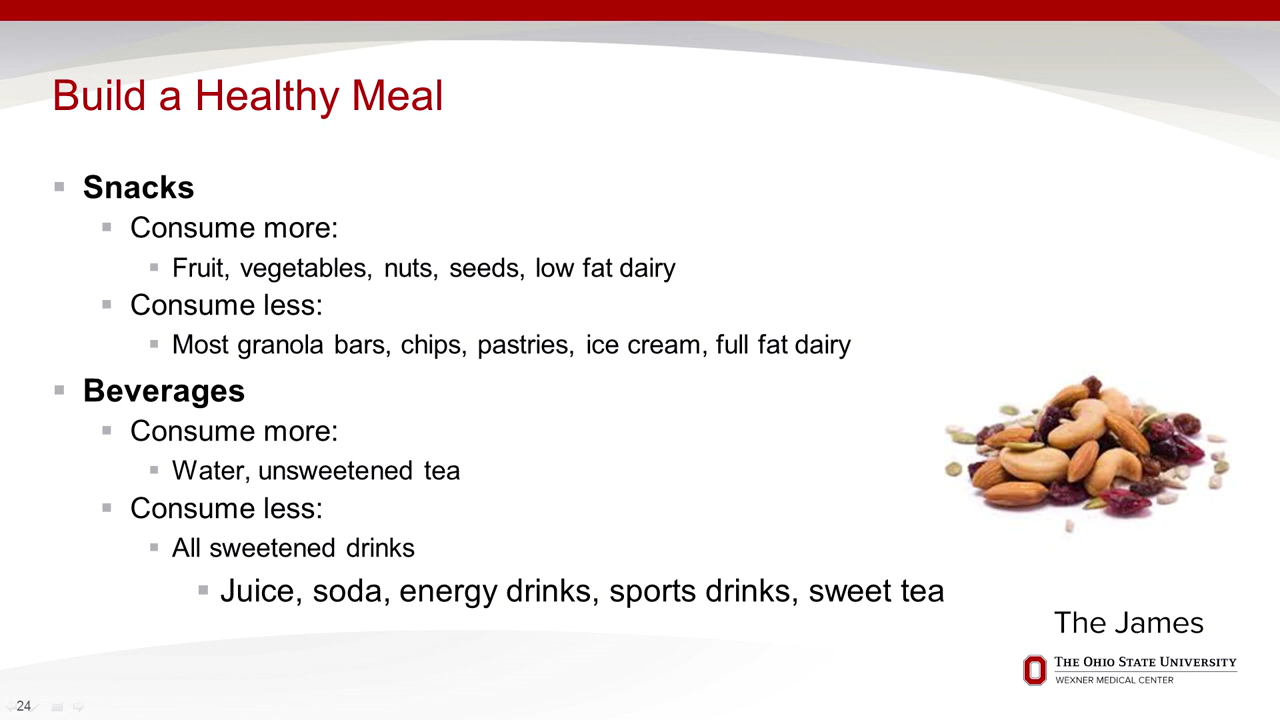 Build a Healthy Meal
Snacks
Consume more:
Fruit, vegetables, nuts, seeds, low fat dairy
Consume less:
Most granola bars, chips, pastries, ice cream, full fat dairy
Beverages
Consume more:
Water, unsweetened tea
Consume less:
All sweetened drinks
Juice, soda, energy drinks, sports drinks, sweet tea
The James
THE OHIO STATE UNIVERSITY
WEXNER MEDICAL CENTER
24